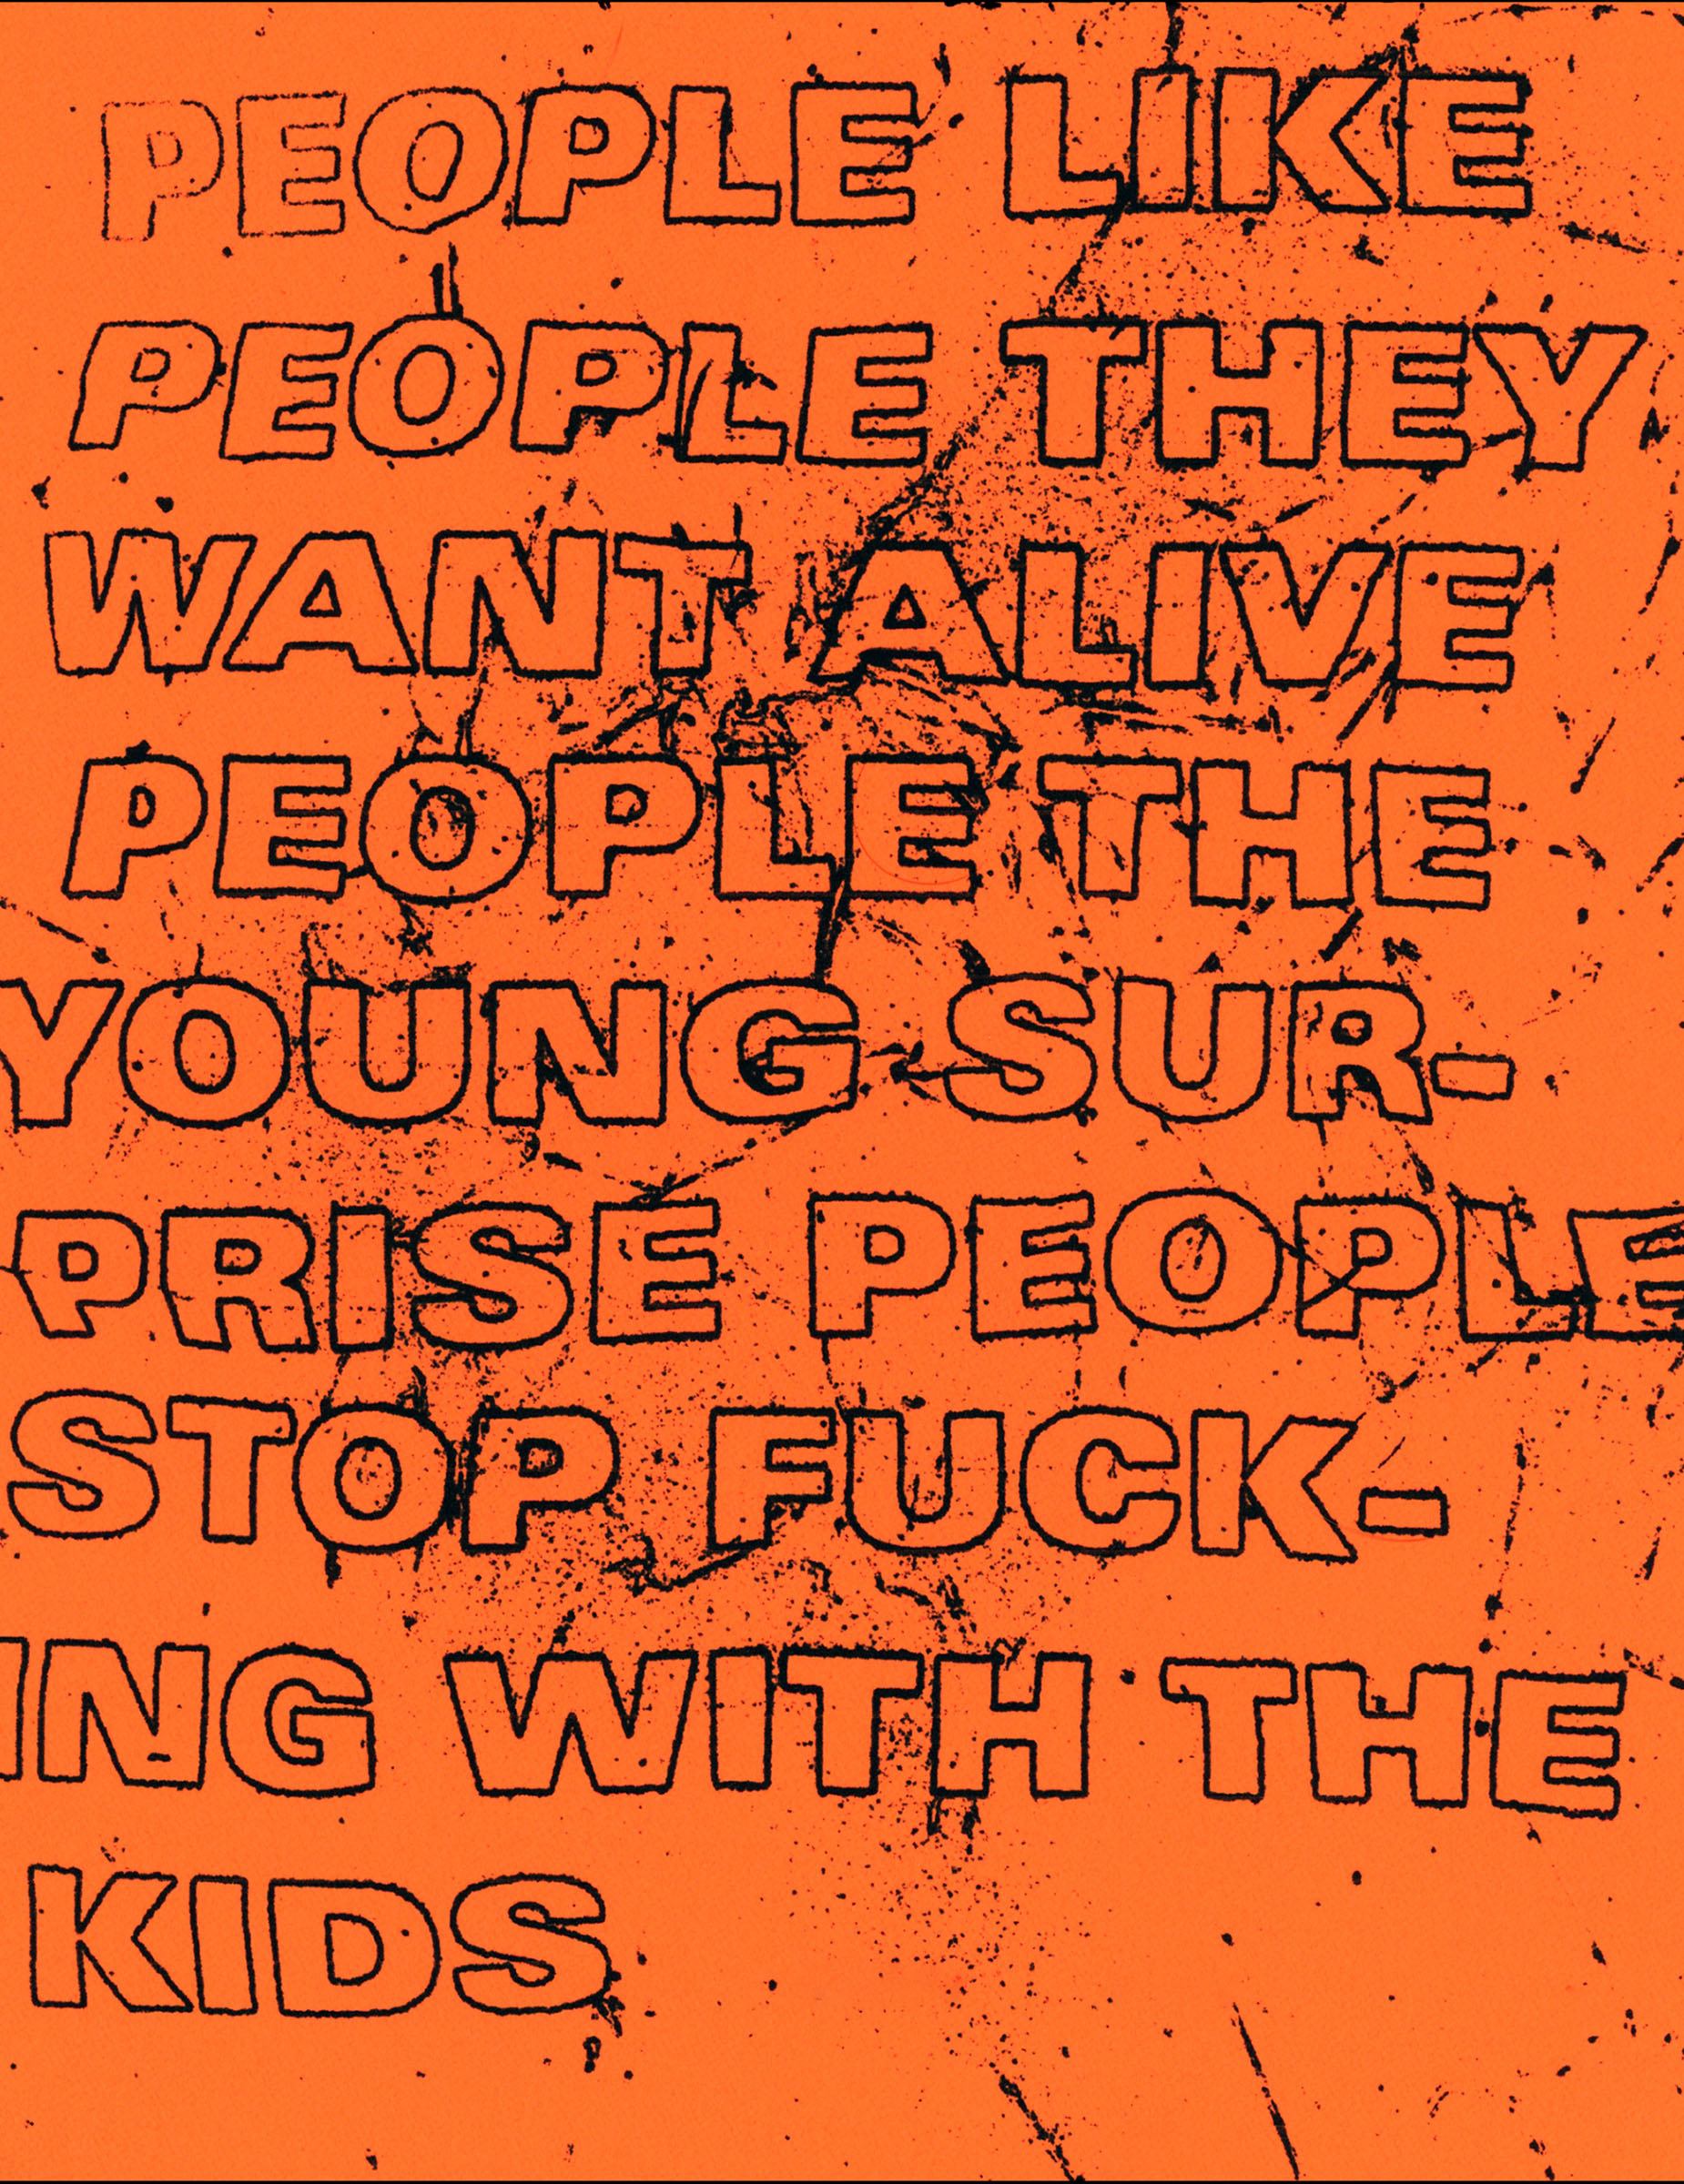 PEOPLE LIKE
PEOPLE THEY
WANT ALIVE
PEOPLE THE
YOUNG SUR-
PRISE PEOPLE
STOP FUCK-
ING WITH THE
KIDS